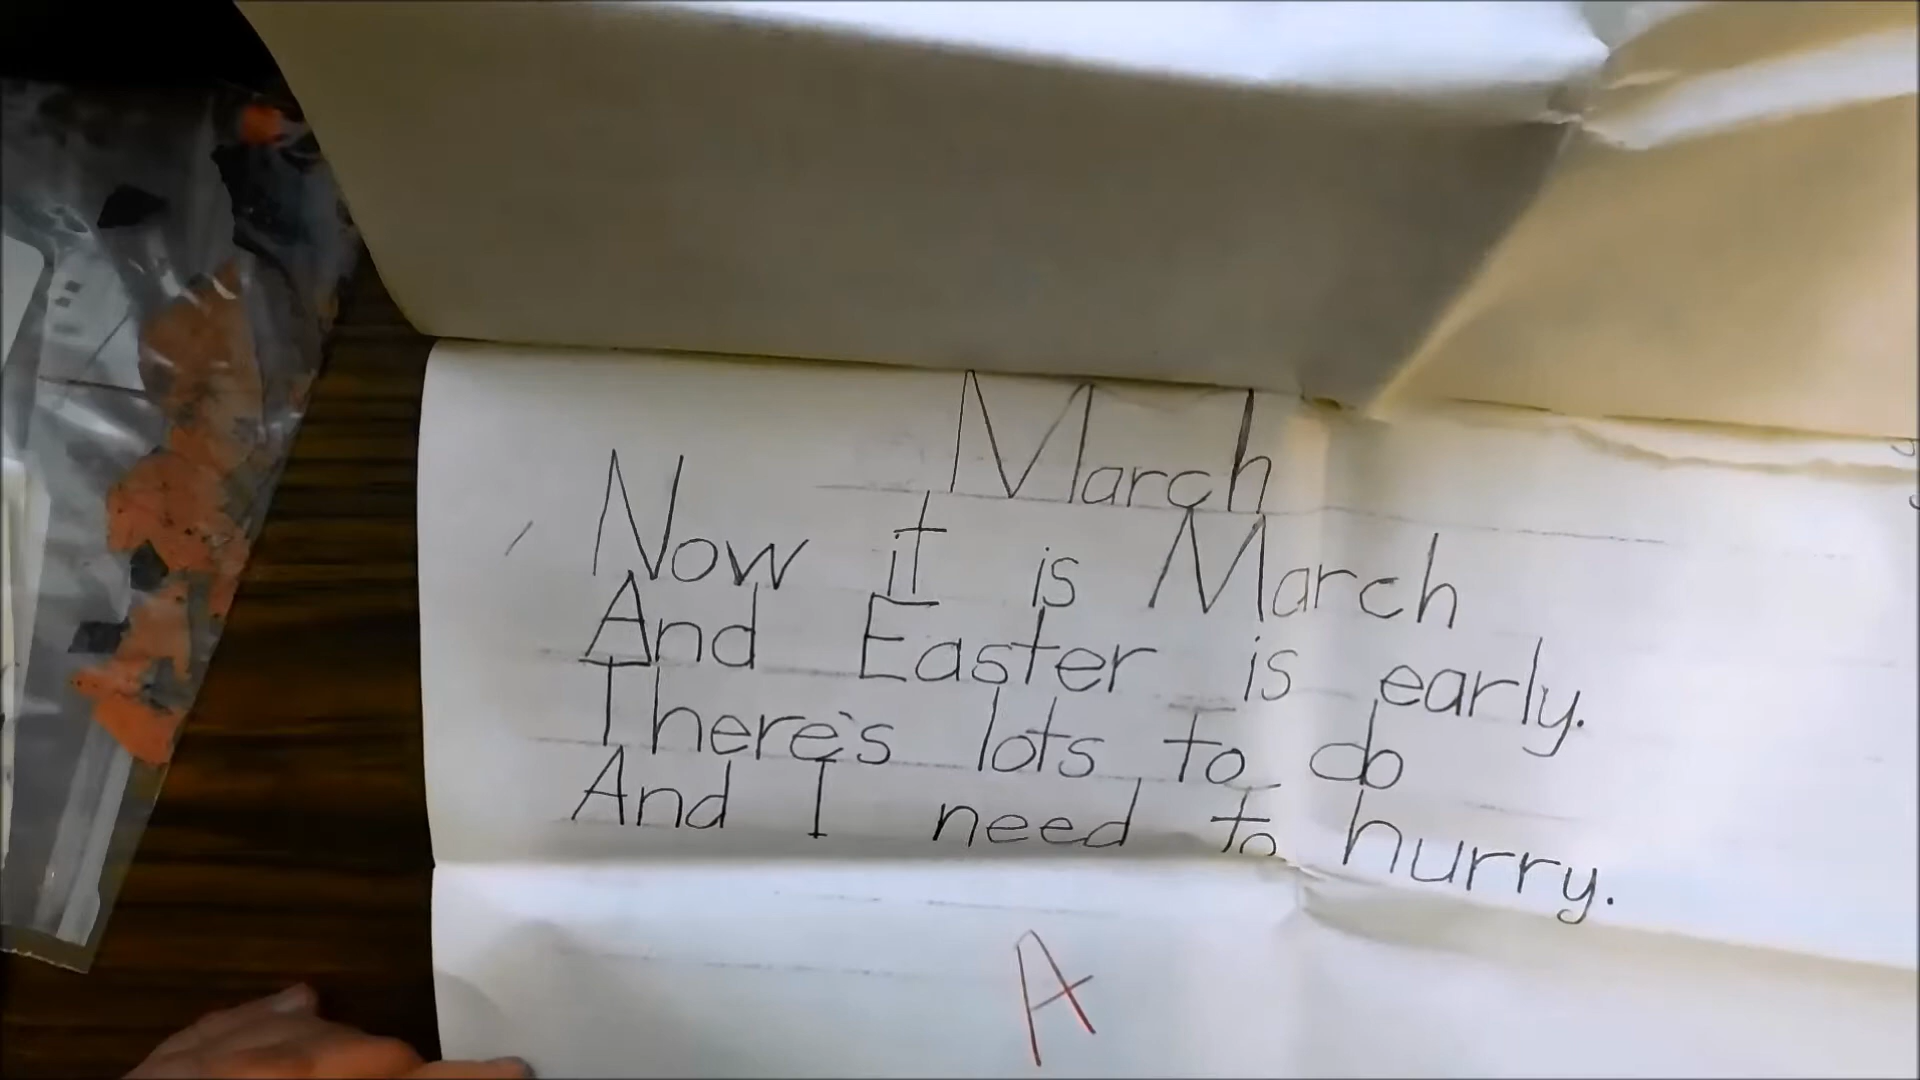 March
Now it is March
And Easter is early.
There's lots to do
And I need to hurry.
A